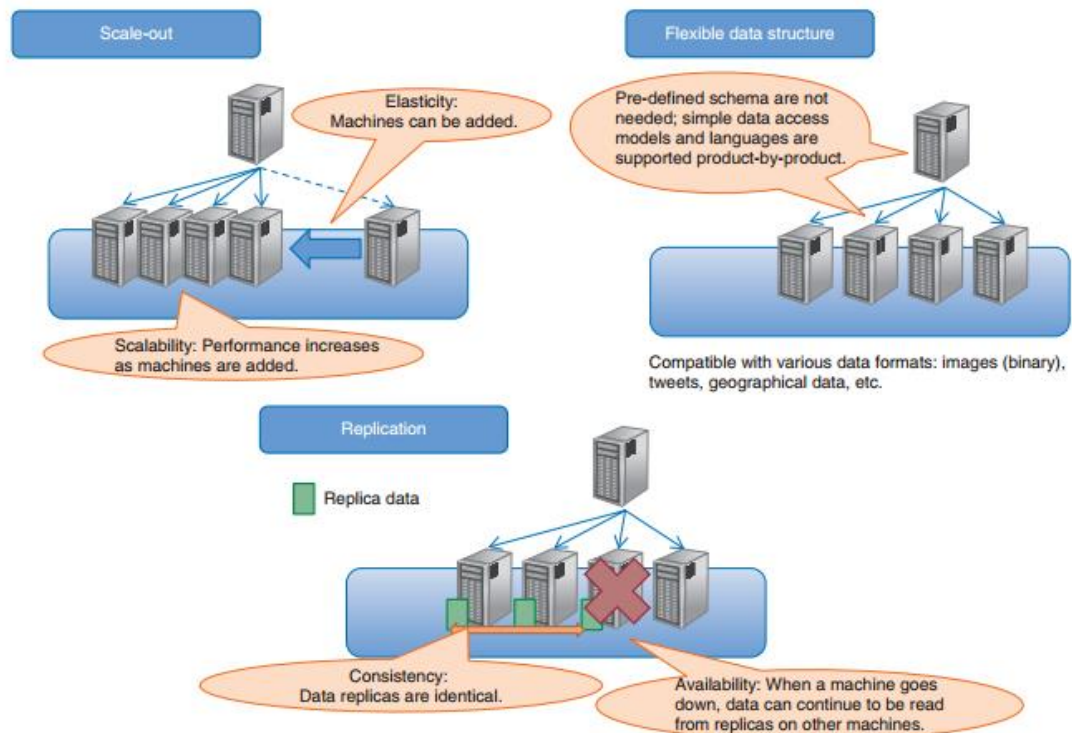 Scale-out
Elasticity:
Machines can be added.
Scalability: Performance increases
as machines are added.
Flexible data structure
Pre-defined schema are not
needed; simple data access
models and languages are
supported product-by-product.
Compatible with various data formats: images (binary),
tweets, geographical data, etc.
Replication
Replica data
Consistency:
Data replicas are identical.
Availability: When a machine goes
down, data can continue to be read
from replicas on other machines.